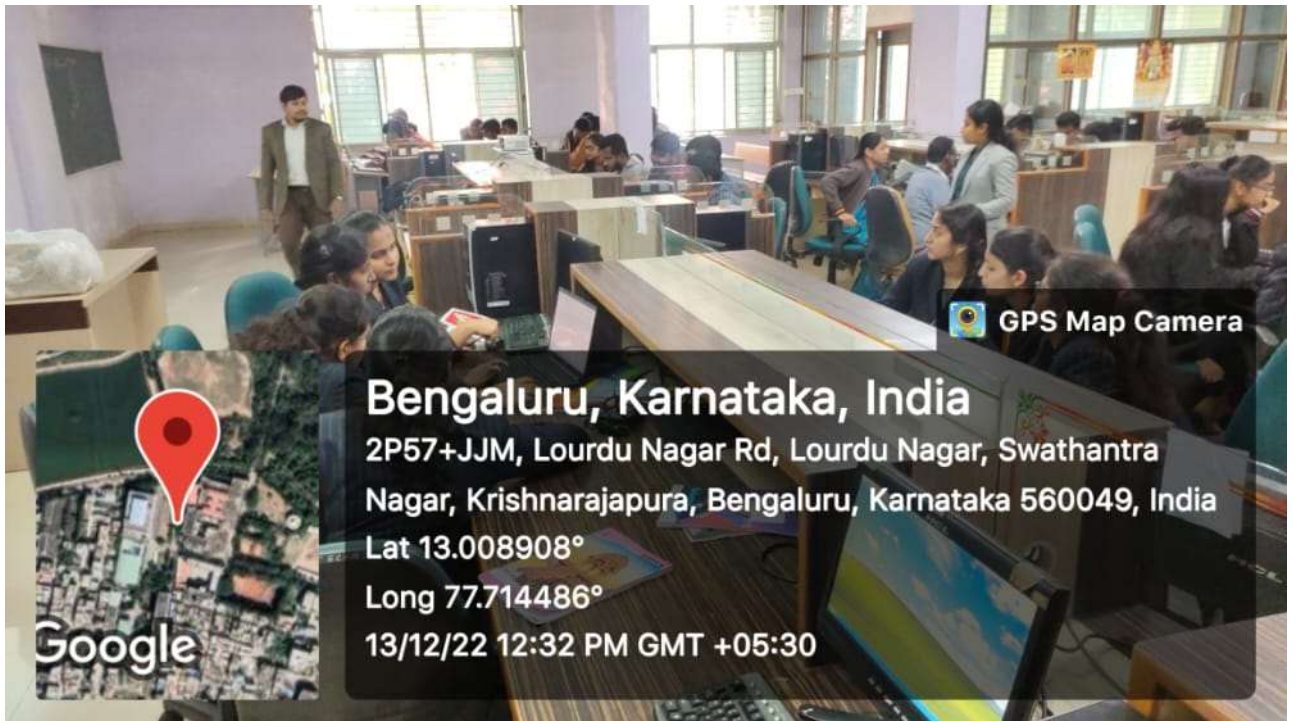 GPS Map Camera
Bengaluru, Karnataka, India
2P57+JJM, Lourdu Nagar Rd, Lourdu Nagar, Swathantra
Nagar, Krishnarajapura, Bengaluru, Karnataka 560049, India
Lat 13.008908°
Long 77.714486°
13/12/22 12:32 PM GMT +05:30
Google
HCL